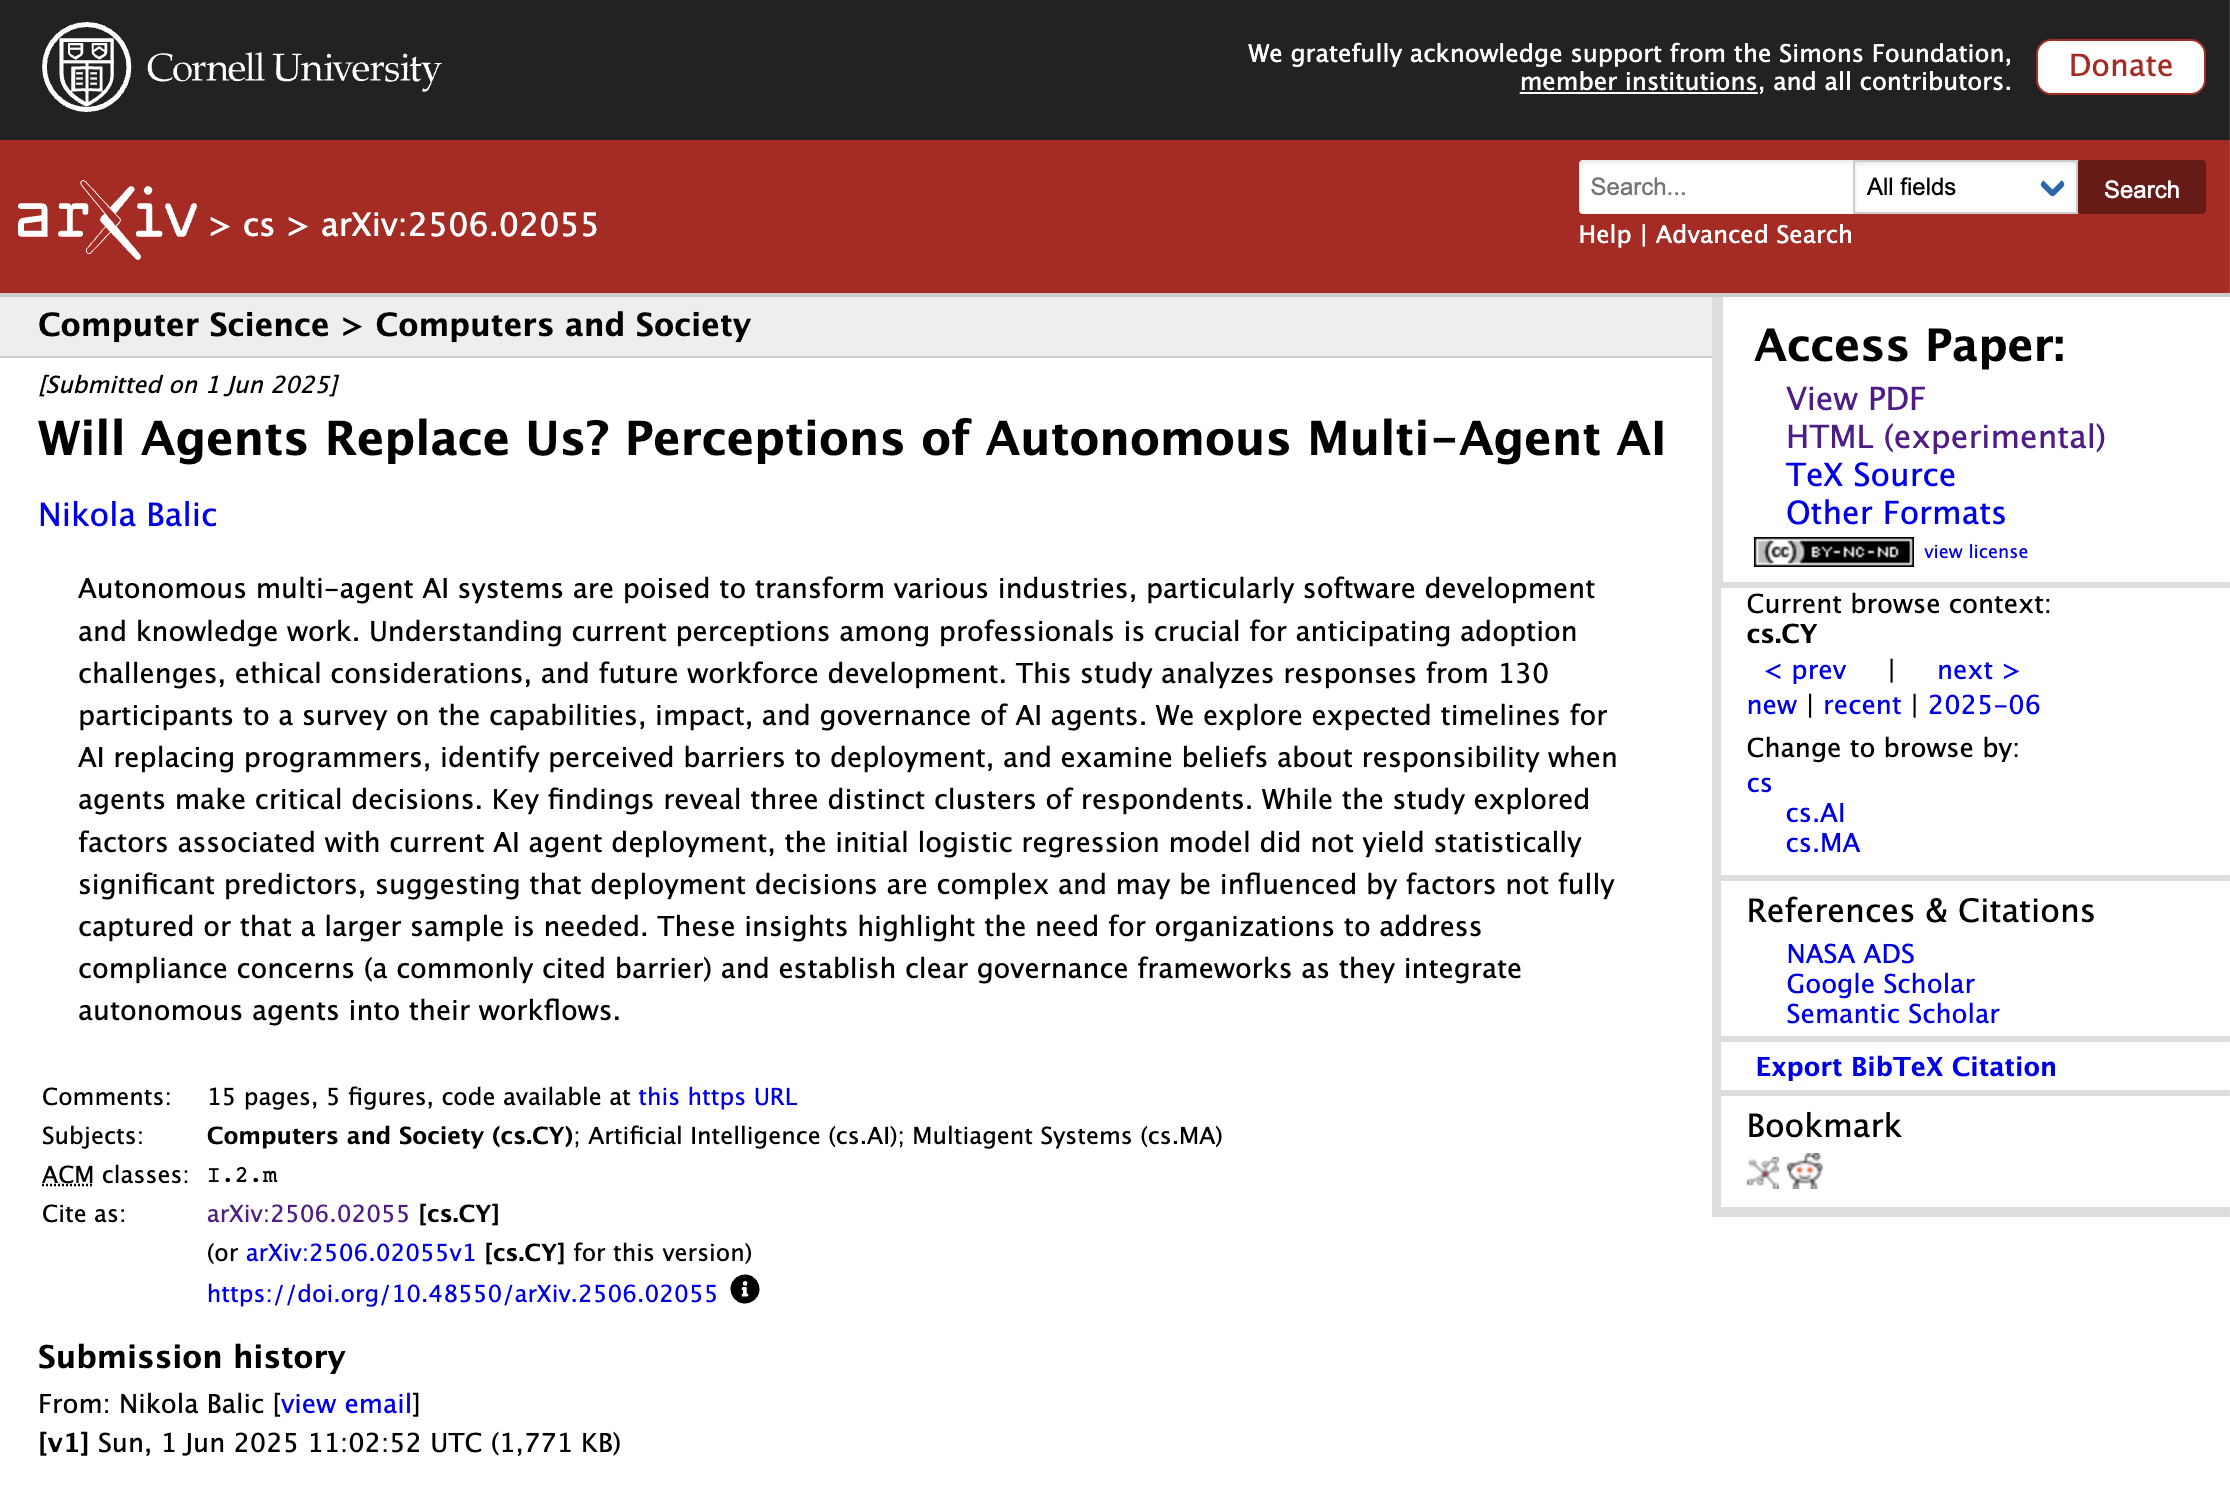 Cornell University
We gratefully acknowledge support from the Simons Foundation,
member institutions, and all contributors.
Donate
arXiv > cs > arXiv:2506.02055
Search...
All fields
Search
Help | Advanced Search
Computer Science > Computers and Society
[Submitted on 1 Jun 2025]
Will Agents Replace Us? Perceptions of Autonomous Multi-Agent AI
Nikola Balic
Autonomous multi-agent AI systems are poised to transform various industries, particularly software development
and knowledge work. Understanding current perceptions among professionals is crucial for anticipating adoption
challenges, ethical considerations, and future workforce development. This study analyzes responses from 130
participants to a survey on the capabilities, impact, and governance of AI agents. We explore expected timelines for
AI replacing programmers, identify perceived barriers to deployment, and examine beliefs about responsibility when
agents make critical decisions. Key findings reveal three distinct clusters of respondents. While the study explored
factors associated with current AI agent deployment, the initial logistic regression model did not yield statistically
significant predictors, suggesting that deployment decisions are complex and may be influenced by factors not fully
captured or that a larger sample is needed. These insights highlight the need for organizations to address
compliance concerns (a commonly cited barrier) and establish clear governance frameworks as they integrate
autonomous agents into their workflows.
Comments: 15 pages, 5 figures, code available at this https URL
Subjects: Computers and Society (cs.CY); Artificial Intelligence (cs.AI); Multiagent Systems (cs.MA)
ACM classes: I.2.m
Cite as: arXiv:2506.02055 [cs.CY]
(or arXiv:2506.02055v1 [cs.CY] for this version)
https://doi.org/10.48550/arXiv.2506.02055
Submission history
From: Nikola Balic [view email]
[v1] Sun, 1 Jun 2025 11:02:52 UTC (1,771 KB)
Access Paper:
View PDF
HTML (experimental)
TeX Source
Other Formats
(cc) BY-NC-ND view license
Current browse context:
cs.CY
< prev | next >
new | recent | 2025-06
Change to browse by:
cs
cs.AI
cs.MA
References & Citations
NASA ADS
Google Scholar
Semantic Scholar
Export BibTeX Citation
Bookmark